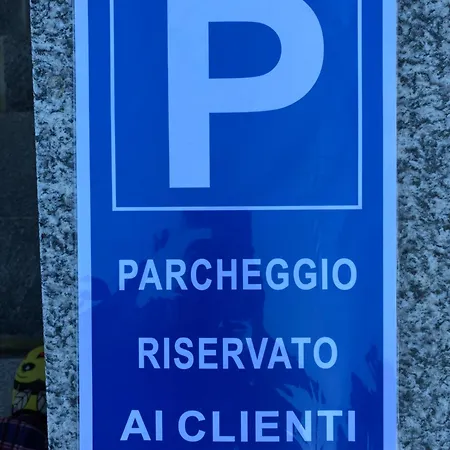 P
PARCHEGGIO
RISERVATO
AI CLIENTI